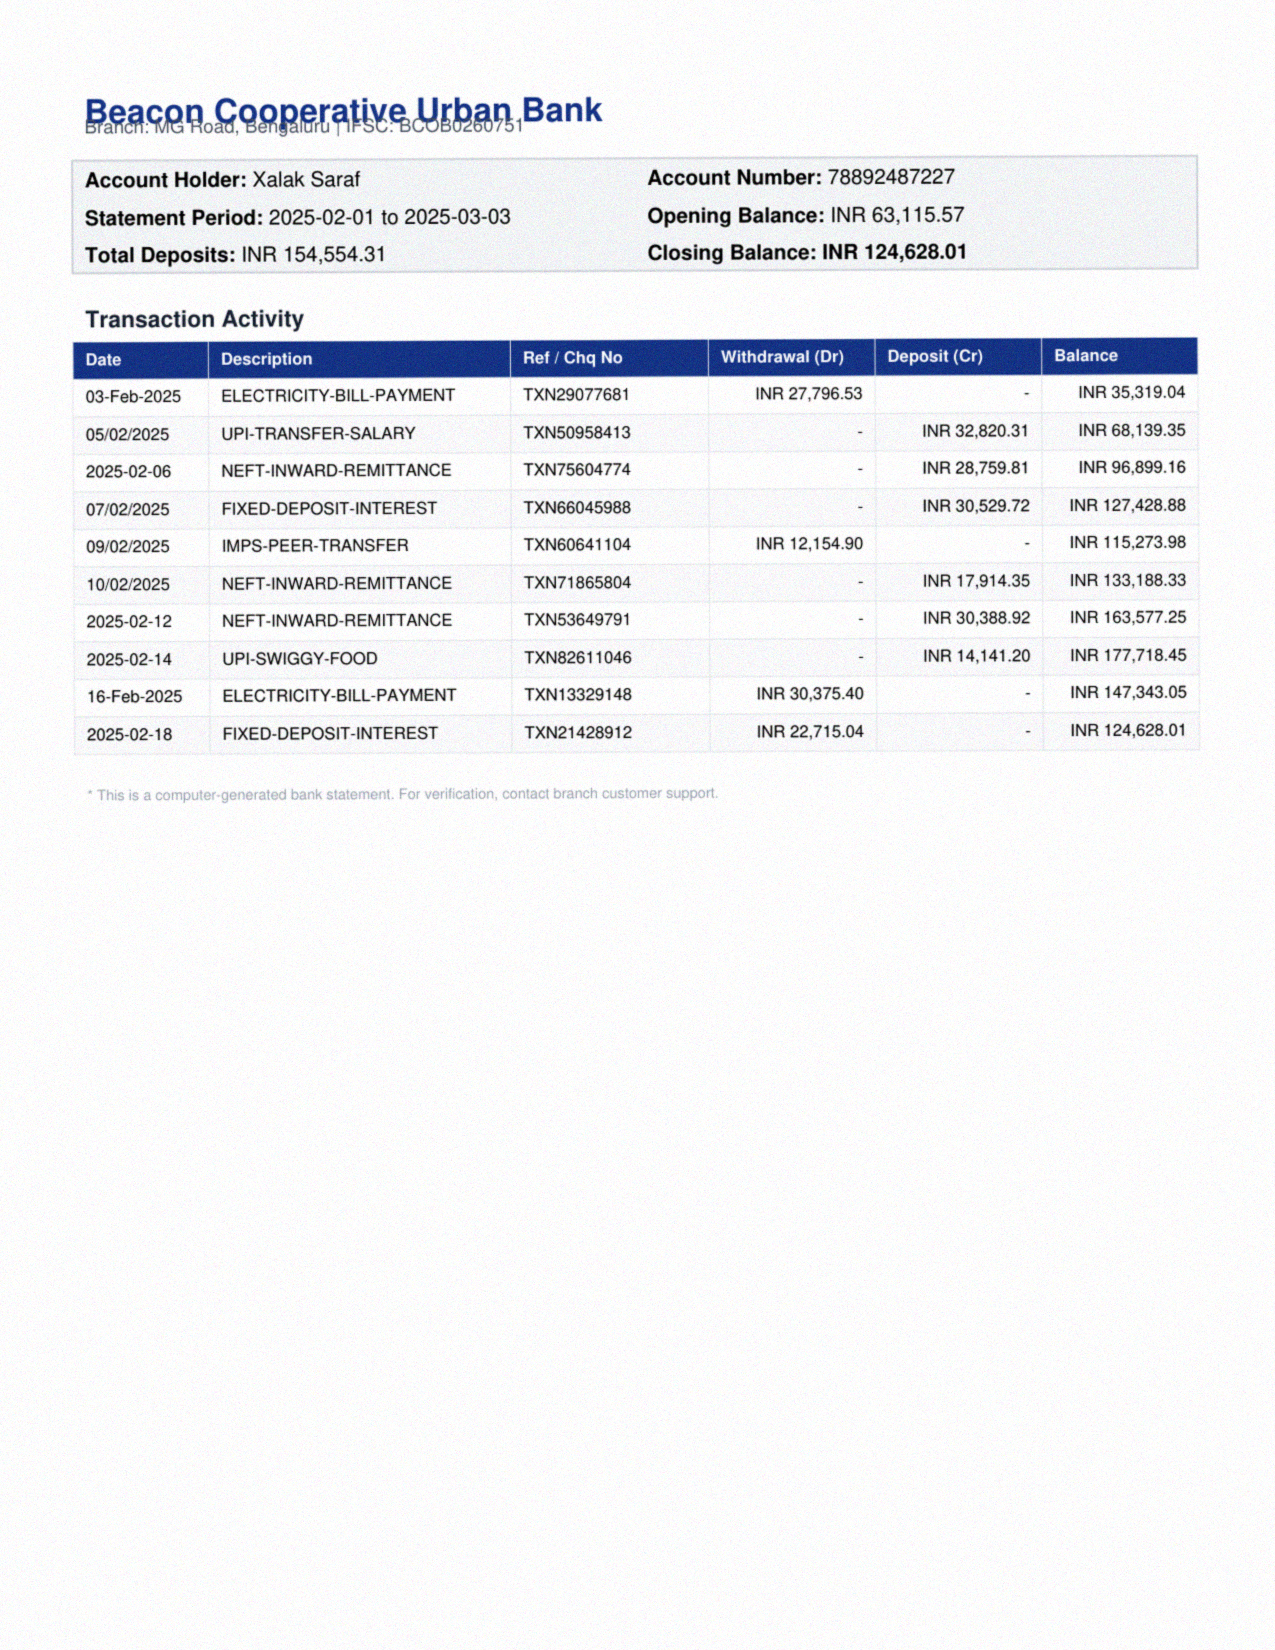 Beacon Cooperative Urban Bank
Branch: MG Road, Bengaluru | IFSC: BCOB0260751
Account Holder: Xalak Saraf Account Number: 78892487227
Statement Period: 2025-02-01 to 2025-03-03 Opening Balance: INR 63,115.57
Total Deposits: INR 154,554.31 Closing Balance: INR 124,628.01
Transaction Activity
Date Description Ref / Chq No Withdrawal (Dr) Deposit (Cr) Balance
03-Feb-2025 ELECTRICITY-BILL-PAYMENT TXN29077681 INR 27,796.53 - INR 35,319.04
05/02/2025 UPI-TRANSFER-SALARY TXN50958413 - INR 32,820.31 INR 68,139.35
2025-02-06 NEFT-INWARD-REMITTANCE TXN75604774 - INR 28,759.81 INR 96,899.16
07/02/2025 FIXED-DEPOSIT-INTEREST TXN66045988 - INR 30,529.72 INR 127,428.88
09/02/2025 IMPS-PEER-TRANSFER TXN60641104 INR 12,154.90 - INR 115,273.98
10/02/2025 NEFT-INWARD-REMITTANCE TXN71865804 - INR 17,914.35 INR 133,188.33
2025-02-12 NEFT-INWARD-REMITTANCE TXN53649791 - INR 30,388.92 INR 163,577.25
2025-02-14 UPI-SWIGGY-FOOD TXN82611046 - INR 14,141.20 INR 177,718.45
16-Feb-2025 ELECTRICITY-BILL-PAYMENT TXN13329148 INR 30,375.40 - INR 147,343.05
2025-02-18 FIXED-DEPOSIT-INTEREST TXN21428912 INR 22,715.04 - INR 124,628.01
* This is a computer-generated bank statement. For verification, contact branch customer support.